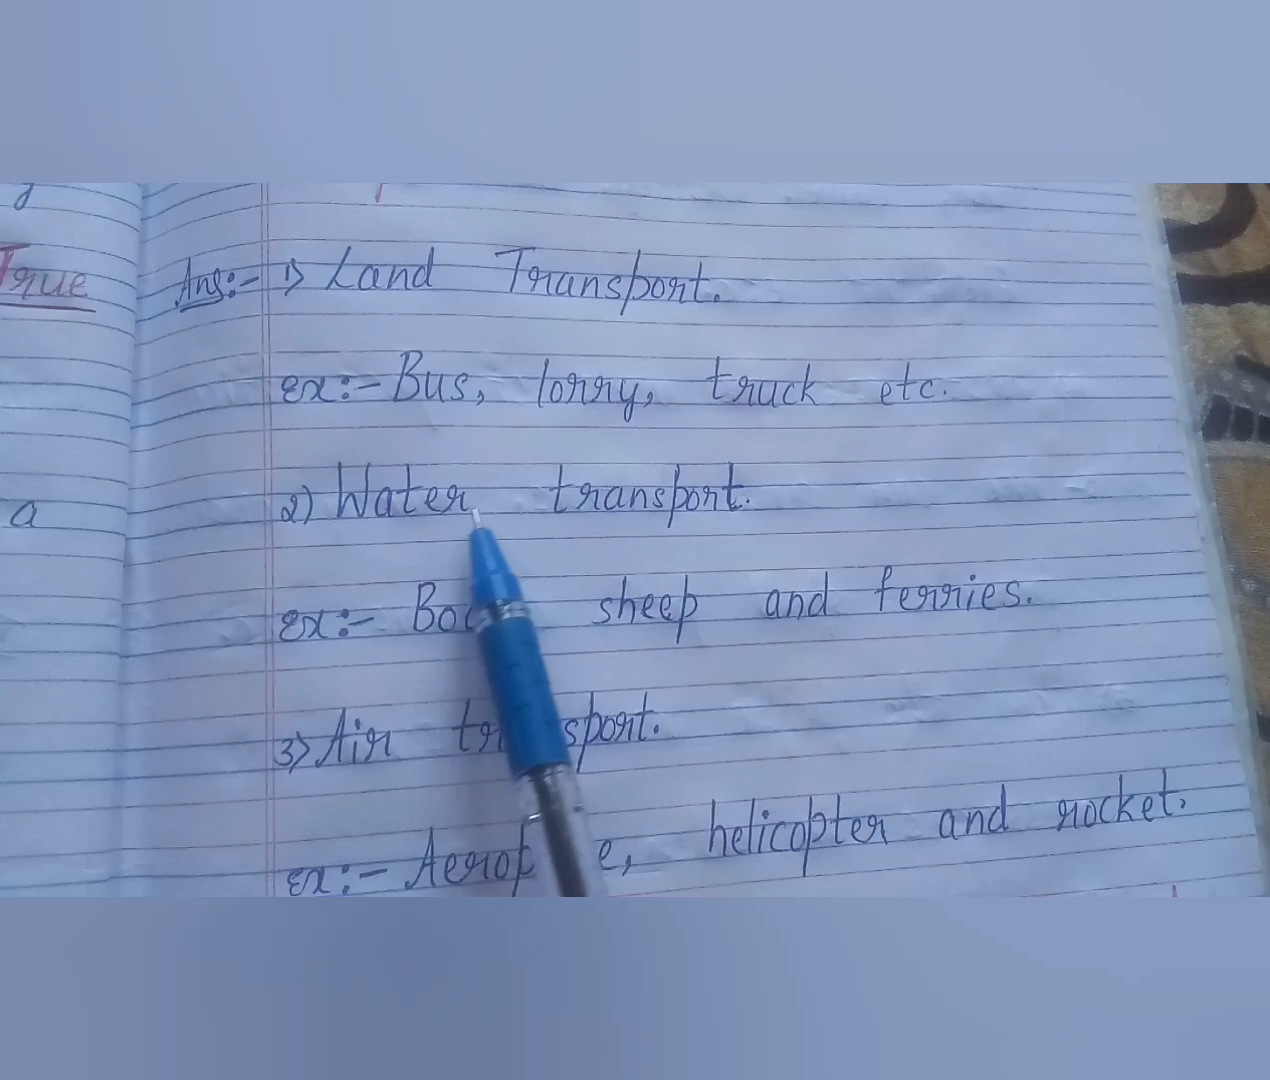 True
a
Ans:- 1) Land Transport.
ex:- Bus, lorry, truck etc.
2) Water transport.
ex:- sheep and ferries.
3) Air
ex:- helicopter and rocket.